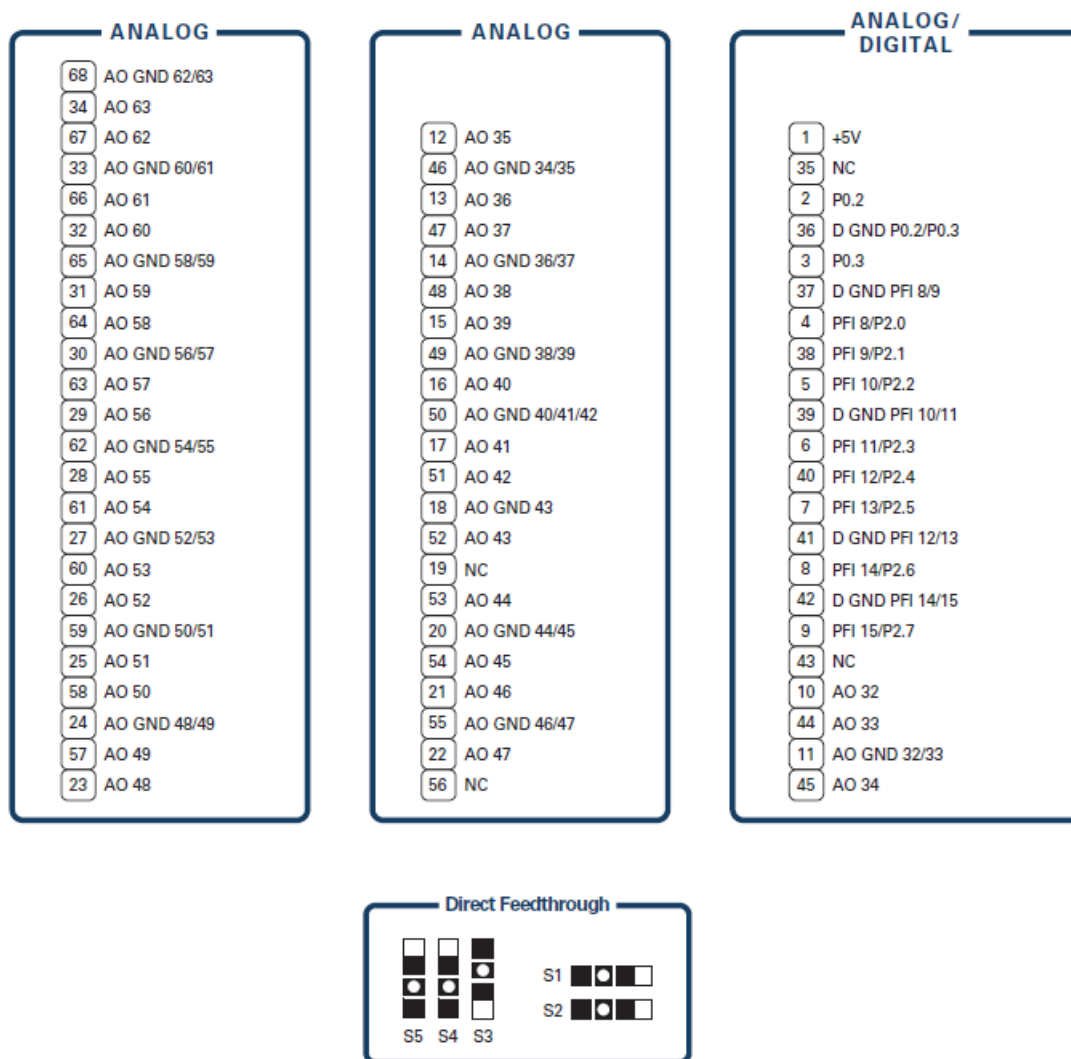 ANALOG
68 AO GND 62/63
34 AO 63
67 AO 62
33 AO GND 60/61
66 AO 61
32 AO 60
65 AO GND 58/59
31 AO 59
64 AO 58
30 AO GND 56/57
63 AO 57
29 AO 56
62 AO GND 54/55
28 AO 55
61 AO 54
27 AO GND 52/53
60 AO 53
26 AO 52
59 AO GND 50/51
25 AO 51
58 AO 50
24 AO GND 48/49
57 AO 49
23 AO 48
ANALOG
12 AO 35
46 AO GND 34/35
13 AO 36
47 AO 37
14 AO GND 36/37
48 AO 38
15 AO 39
49 AO GND 38/39
16 AO 40
50 AO GND 40/41/42
17 AO 41
51 AO 42
18 AO GND 43
52 AO 43
19 NC
53 AO 44
20 AO GND 44/45
54 AO 45
21 AO 46
55 AO GND 46/47
22 AO 47
56 NC
ANALOG/
DIGITAL
1 +5V
35 NC
2 P0.2
36 D GND P0.2/P0.3
3 P0.3
37 D GND PFI 8/9
4 PFI 8/P2.0
38 PFI 9/P2.1
5 PFI 10/P2.2
39 D GND PFI 10/11
6 PFI 11/P2.3
40 PFI 12/P2.4
7 PFI 13/P2.5
41 D GND PFI 12/13
8 PFI 14/P2.6
42 D GND PFI 14/15
9 PFI 15/P2.7
43 NC
10 AO 32
44 AO 33
11 AO GND 32/33
45 AO 34
Direct Feedthrough
S1
S2
S5 S4 S3